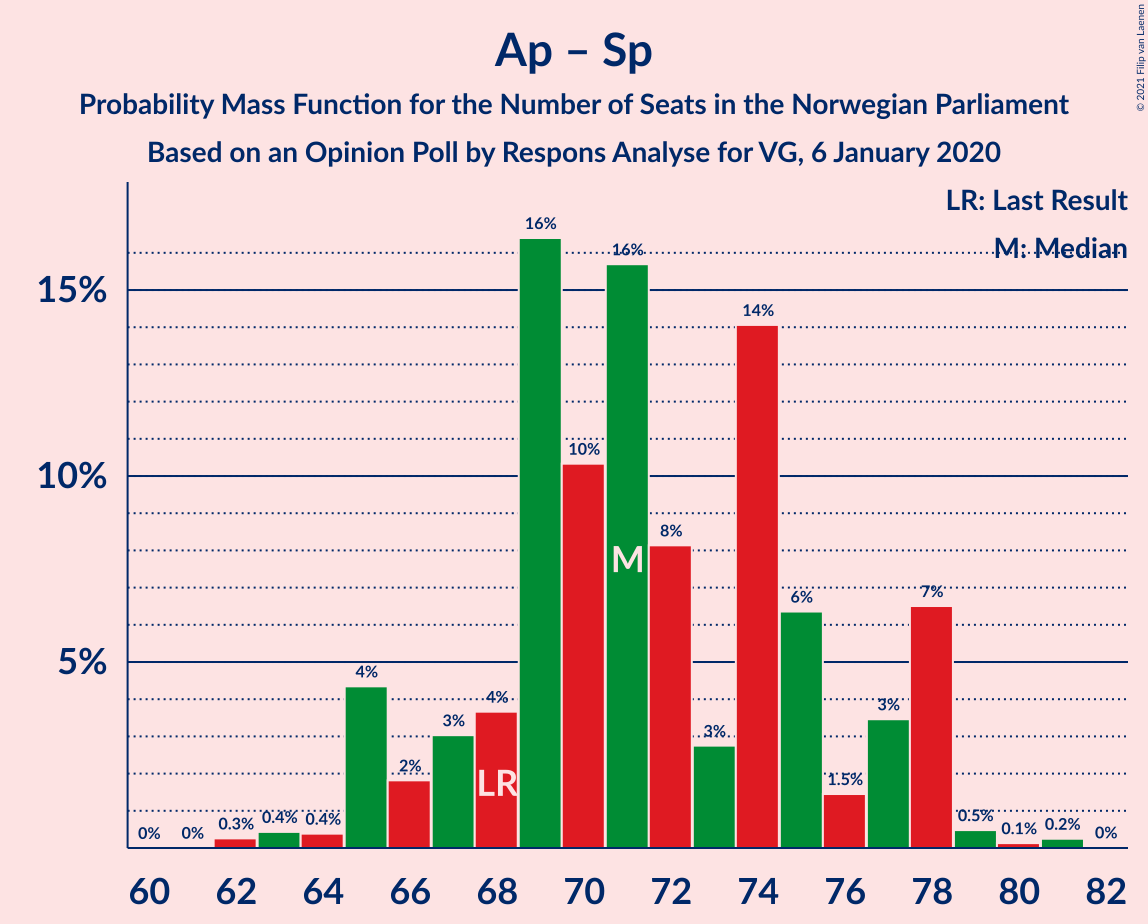 Ap – Sp
Probability Mass Function for the Number of Seats in the Norwegian Parliament
Based on an Opinion Poll by Respons Analyse for VG, 6 January 2020
© 2021 Filip van Laenen
LR: Last Result
M: Median
15%
10%
5%
0%
0%
0.3%
0.4%
0.4%
4%
2%
3%
4%
16%
10%
16%
8%
3%
14%
6%
1.5%
3%
7%
0.5%
0.1%
0.2%
0%
LR
M
60 62 64 66 68 70 72 74 76 78 80 82